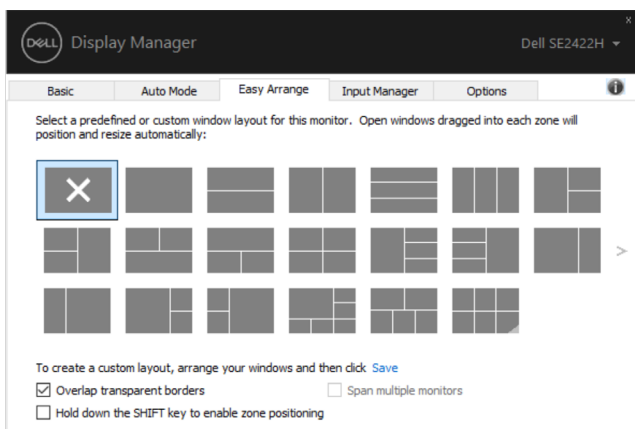 DELL Display Manager
Dell SE2422H
Basic
Auto Mode
Easy Arrange
Input Manager
Options
Select a predefined or custom window layout for this monitor. Open windows dragged into each zone will
position and resize automatically:
To create a custom layout, arrange your windows and then click Save
Overlap transparent borders
Span multiple monitors
Hold down the SHIFT key to enable zone positioning